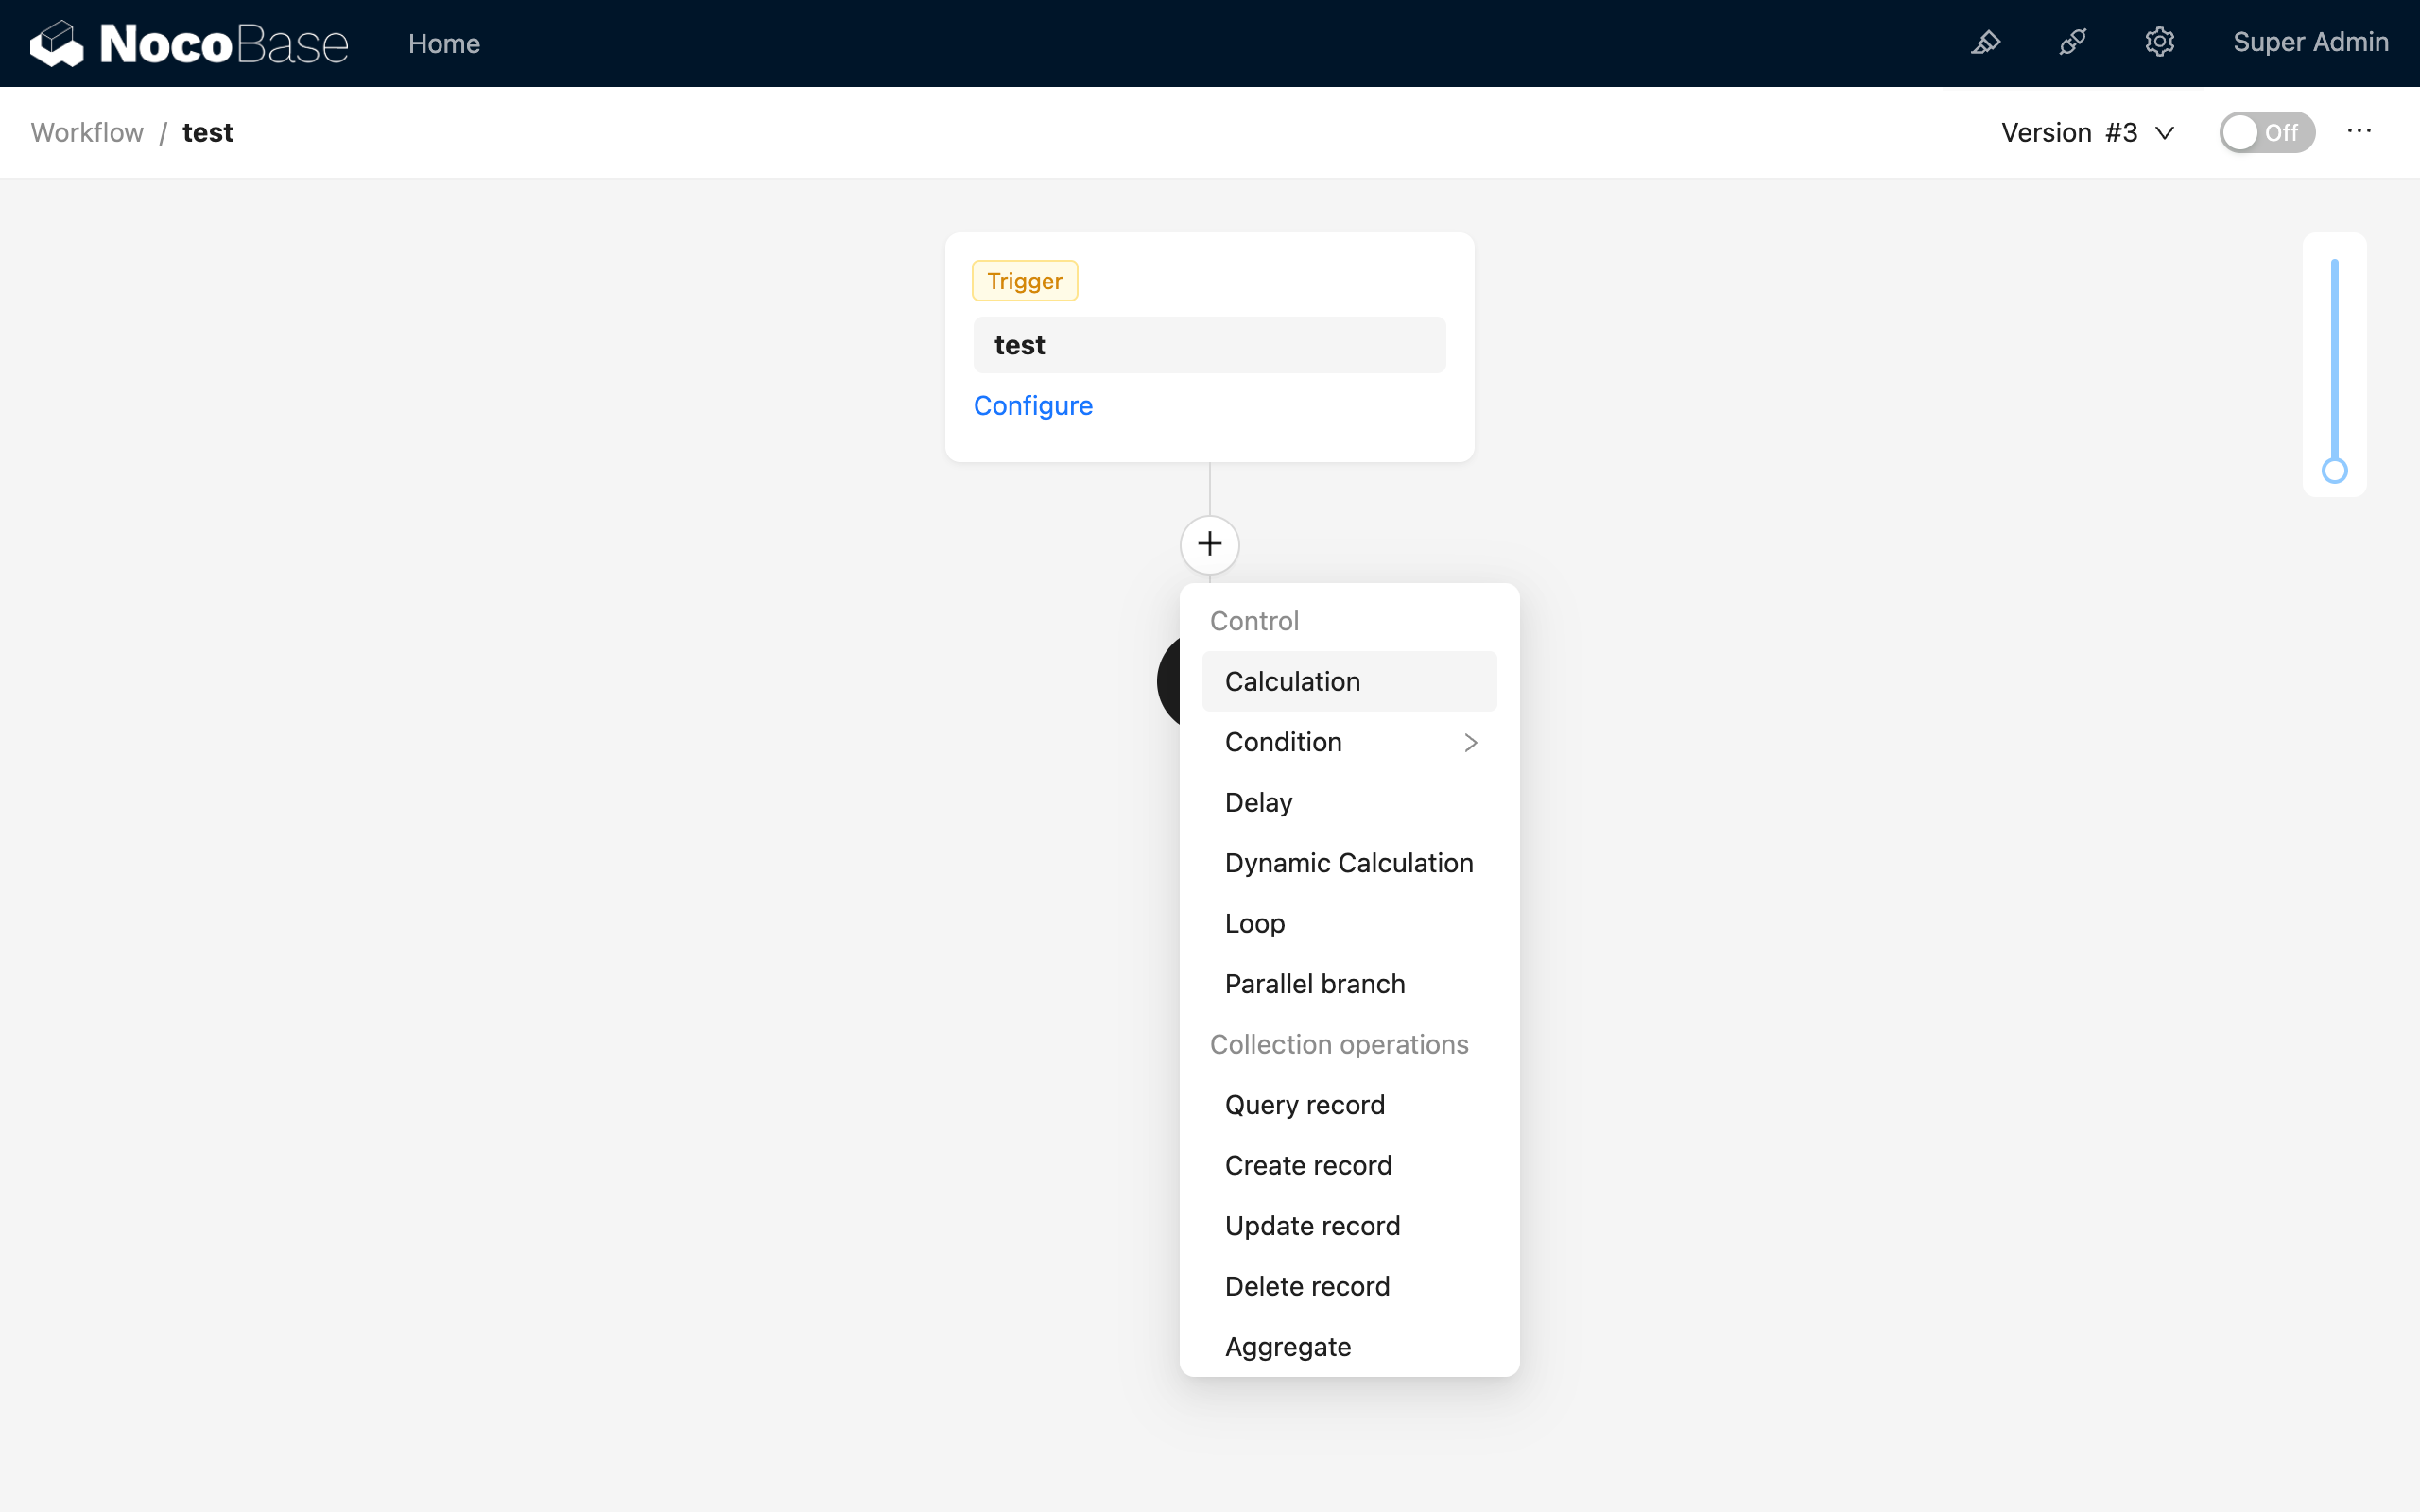 NocoBase
Home
Super Admin
Workflow / test
Version #3
Off
Trigger
test
Configure
Control
Calculation
Condition
Delay
Dynamic Calculation
Loop
Parallel branch
Collection operations
Query record
Create record
Update record
Delete record
Aggregate